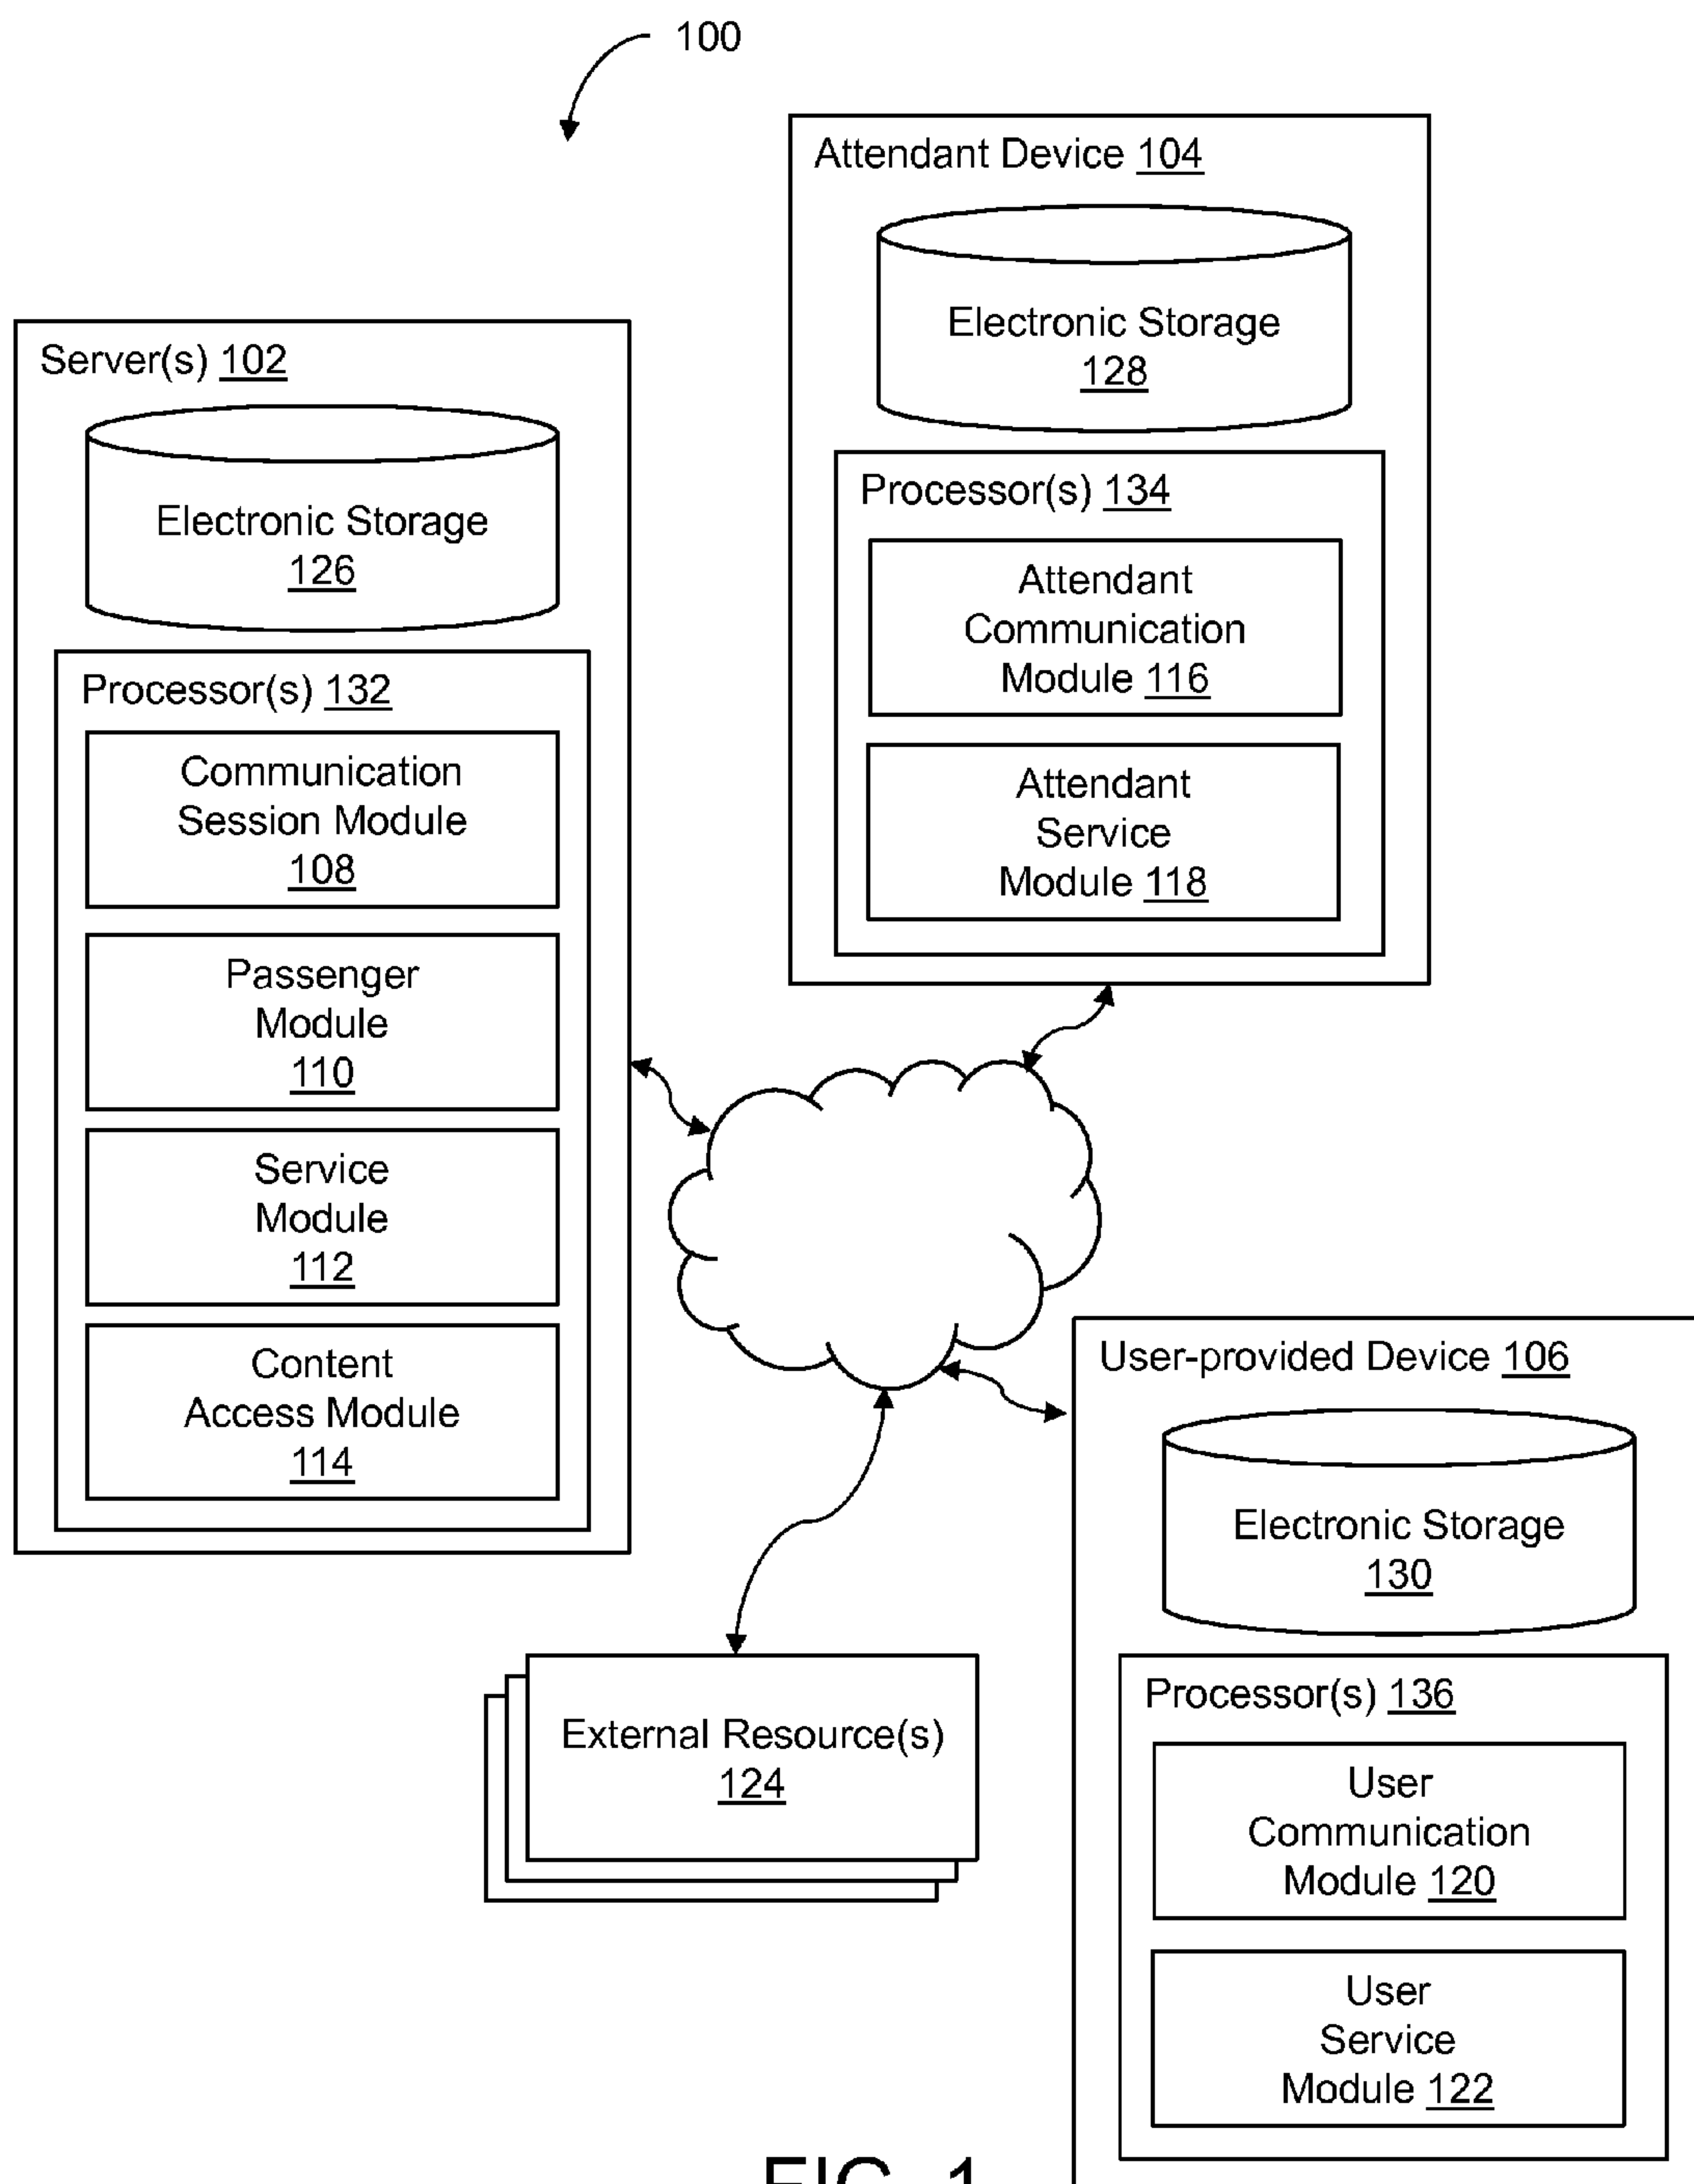 100
Attendant Device 104
Electronic Storage
128
Processor(s) 134
Attendant
Communication
Module 116
Attendant
Service
Module 118
Server(s) 102
Electronic Storage
126
Processor(s) 132
Communication
Session Module
108
Passenger
Module
110
Service
Module
112
Content
Access Module
114
User-provided Device 106
Electronic Storage
130
Processor(s) 136
User
Communication
Module 120
User
Service
Module 122
External Resource(s)
124
FIG. 1